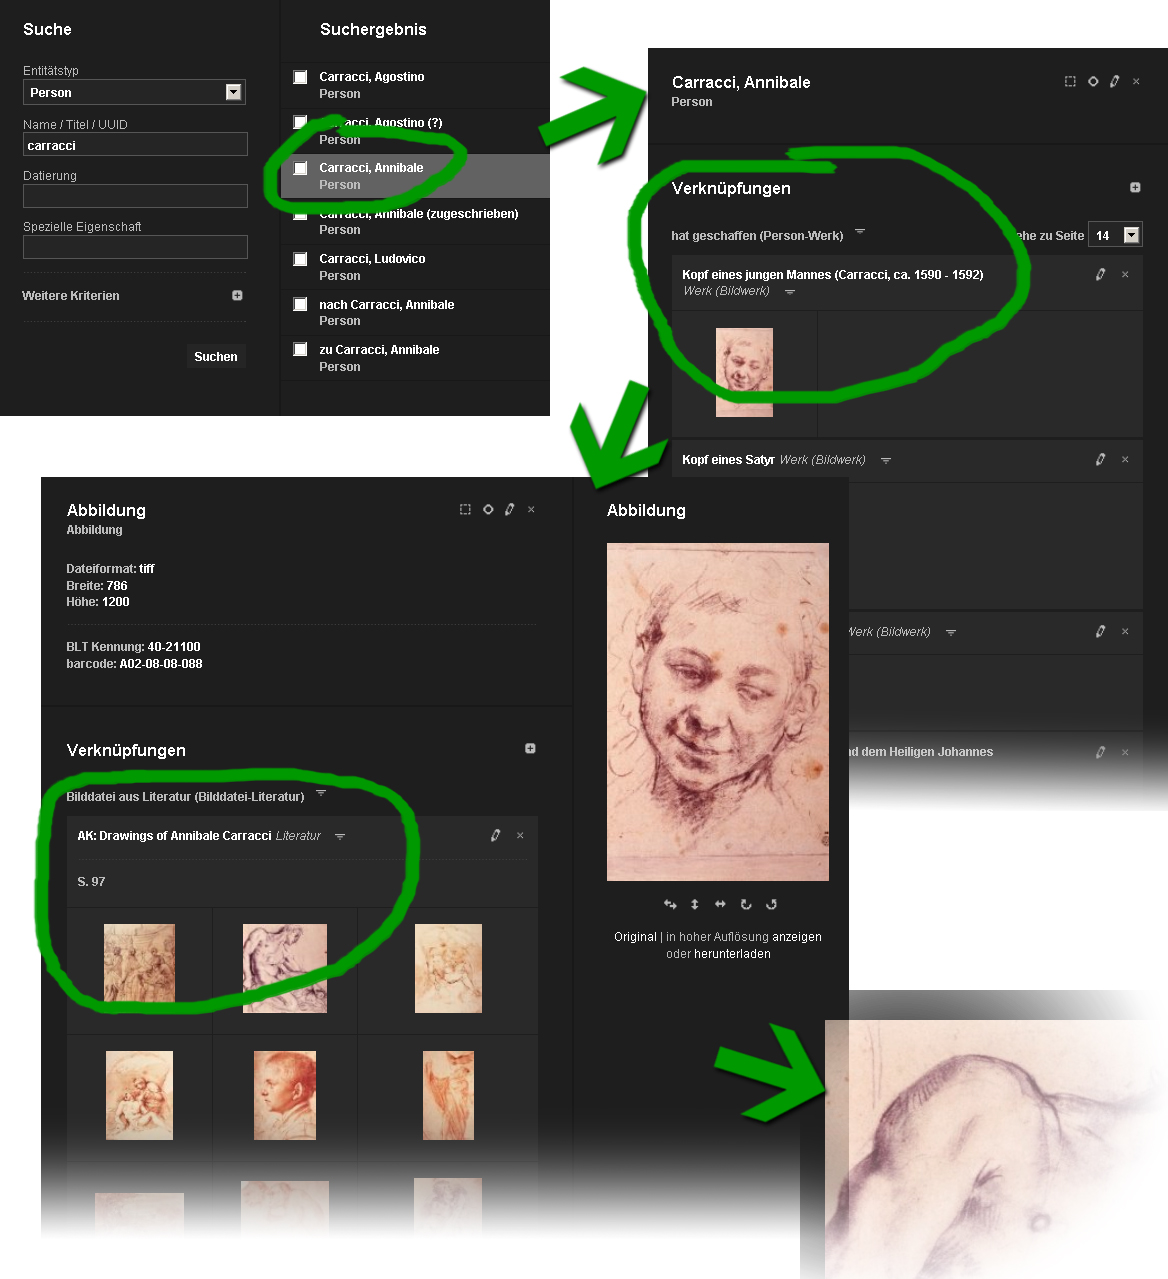 Suche
Entitätstyp
Person
Name / Titel / UUID
carracci
Datierung
Spezielle Eigenschaft
Weitere Kriterien
Suchen
Suchergebnis
Carracci, Agostino
Person
Agostino (?)
Person
Carracci, Annibale
Person
Carracci, Annibale (zugeschrieben)
Person
Carracci, Ludovico
Person
nach Carracci, Annibale
Person
zu Carracci, Annibale
Person
Carracci, Annibale
Person
Verknüpfungen
hat geschaffen (Person-Werk)
ehe zu Seite 14
Kopf eines jungen Mannes (Carracci, ca. 1590 - 1592)
Werk (Bildwerk)
Kopf eines Satyr Werk (Bildwerk)
Werk (Bildwerk)
nd dem Heiligen Johannes
Abbildung
Abbildung
Dateiformat: tiff
Breite: 786
Höhe: 1200
BLT Kennung: 40-21100
barcode: A02-08-08-088
Verknüpfungen
Bilddatei aus Literatur (Bilddatei-Literatur)
AK: Drawings of Annibale Carracci Literatur
S. 97
Abbildung
Original | in hoher Auflösung anzeigen
oder herunterladen